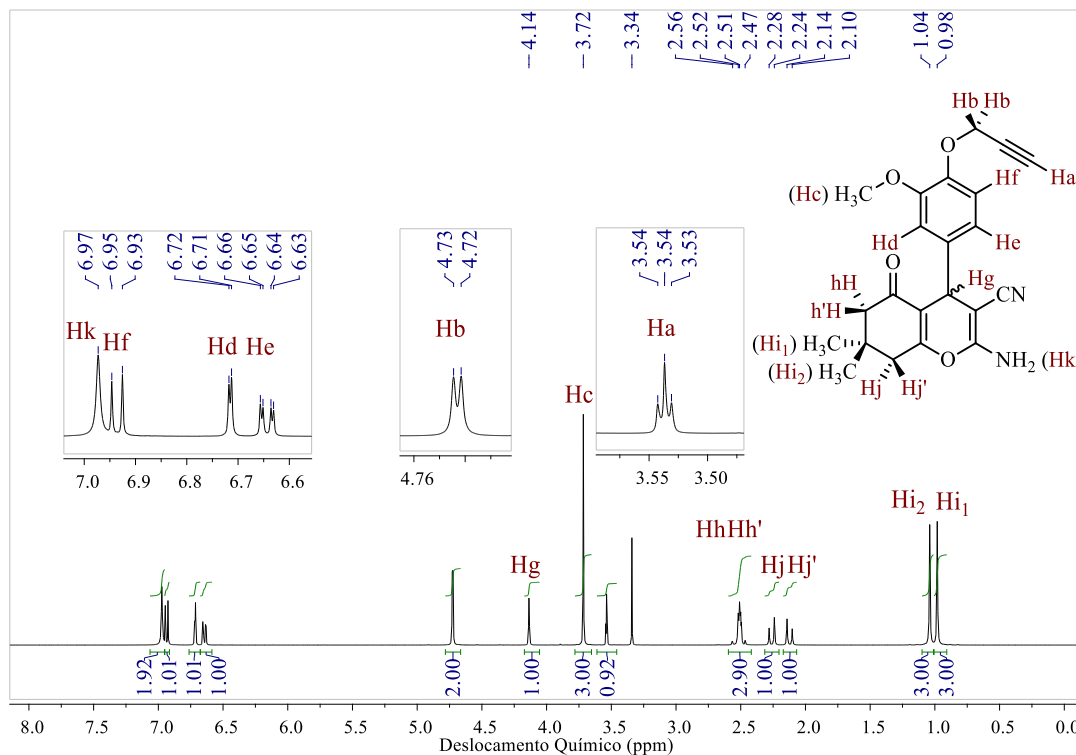 4.14
3.72
3.34
2.56
2.52
2.51
2.47
2.28
2.24
2.14
2.10
1.04
0.98
Hb Hb
O
Ha
(Hc) H₃C
O
Hf
Hd
He
O
Hg
hH
h'H
CN
(Hi₁) H₃C
(Hi₂) H₃C
O
NH₂ (Hk
Hj
Hj'
6.97
6.95
6.93
6.72
6.71
6.66
6.65
6.64
6.63
Hk
Hf
Hd
He
7.0 6.9 6.8 6.7 6.6
4.73
4.72
Hb
4.76
3.54
3.54
3.53
Ha
3.55 3.50
Hg
Hc
HhHh'
Hj Hj'
Hi₂ Hi₁
1.92
1.01
1.01
1.00
2.00
1.00
3.00
0.92
2.90
1.00
1.00
3.00
3.00
8.0 7.5 7.0 6.5 6.0 5.5 5.0 4.5 4.0 3.5 3.0 2.5 2.0 1.5 1.0 0.5 0.0
Deslocamento Químico (ppm)